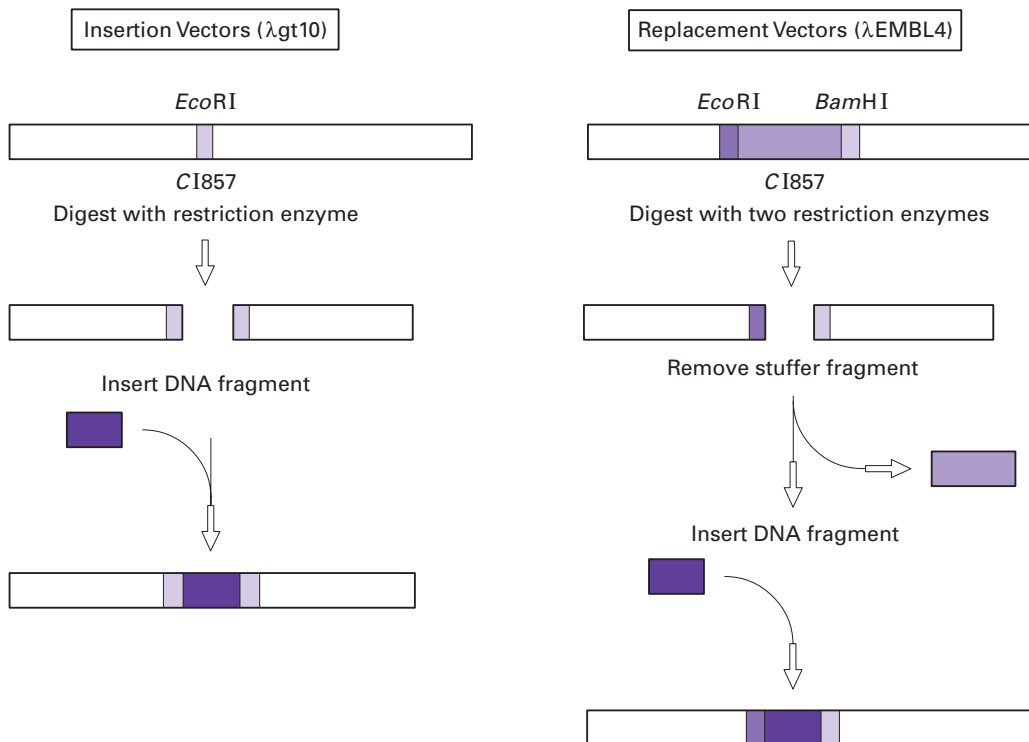 Insertion Vectors (λgt10)
EcoRI
CI857
Digest with restriction enzyme
Insert DNA fragment
Replacement Vectors (λEMBL4)
EcoRI
BamHI
CI857
Digest with two restriction enzymes
Remove stuffer fragment
Insert DNA fragment